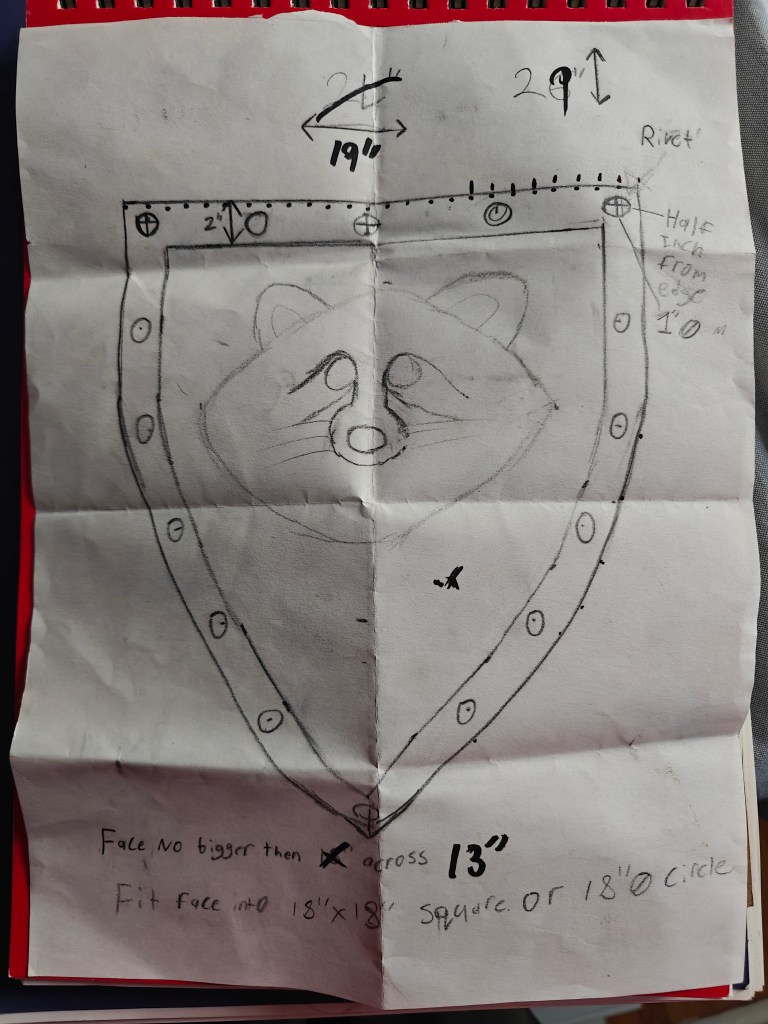 19"
Rivet
2"
Half
inch
from
edge
1"Ø
Face No bigger then across 13"
Fit face into 18"x18" square. or 18"Ø circle